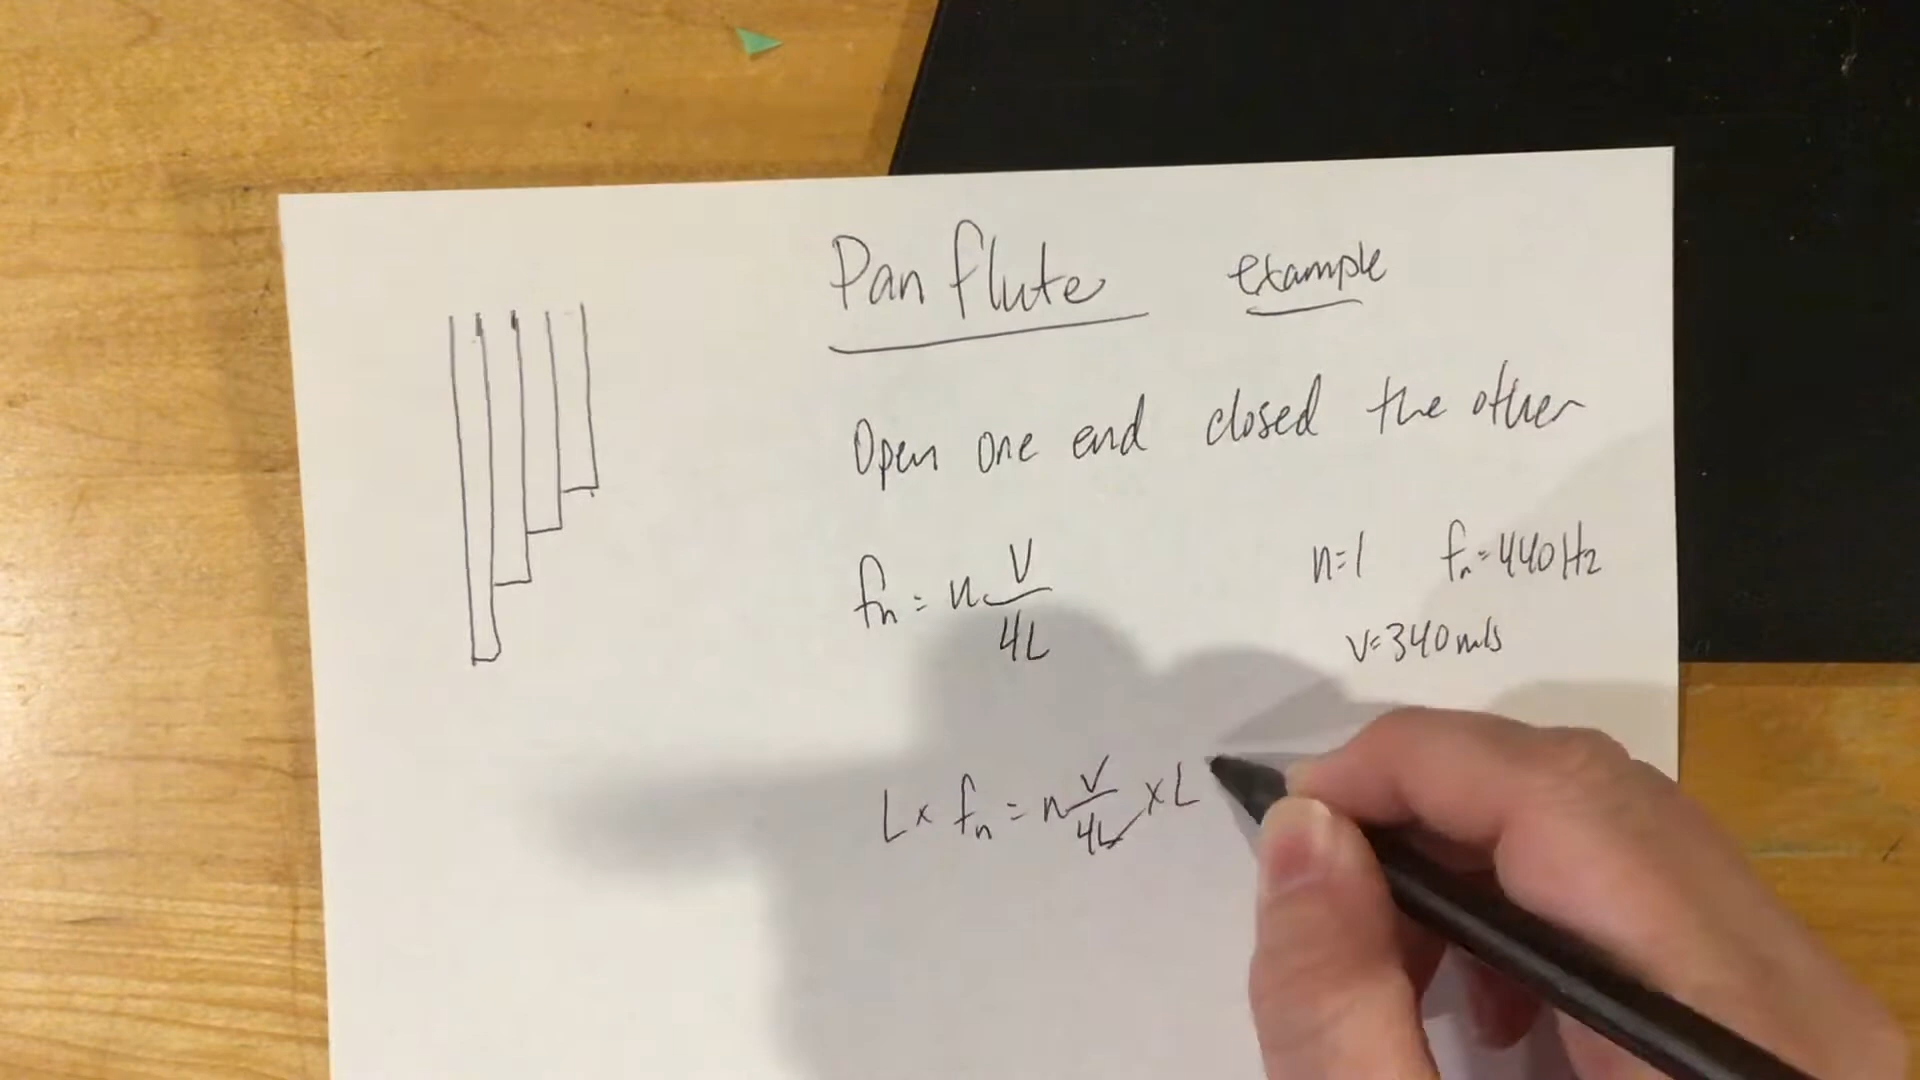 Pan flute example
Open one end closed the other
fn = n V/4L n=1 fn=440Hz
v=340m/s
L x fn = n V/4L x L